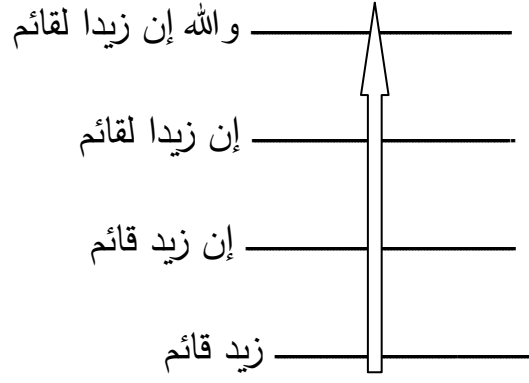 والله إن زيدا لقائم
إن زيدا لقائم
إن زيد قائم
زيد قائم